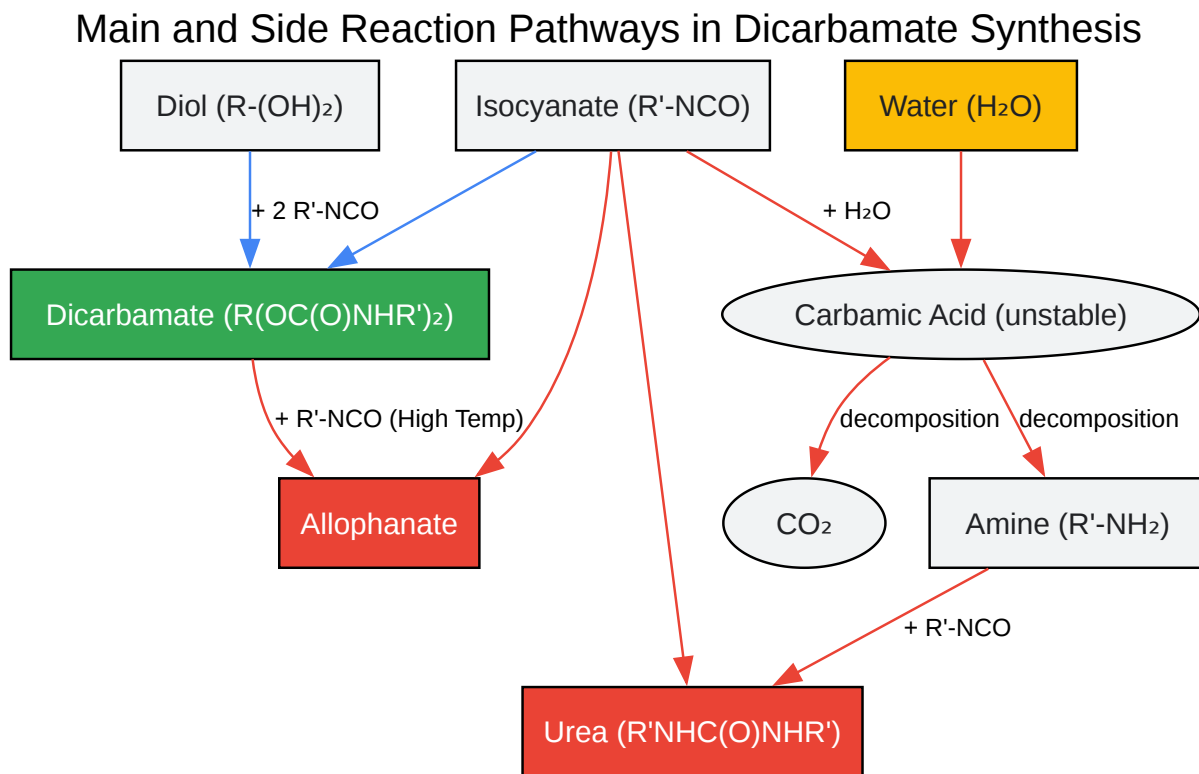 Main and Side Reaction Pathways in Dicarbamate Synthesis
Diol (R-(OH)₂)
Isocyanate (R'-NCO)
Water (H₂O)
+ 2 R'-NCO
+ H₂O
Dicarbamate (R(OC(O)NHR')₂)
Carbamic Acid (unstable)
+ R'-NCO (High Temp)
decomposition
decomposition
Allophanate
CO₂
Amine (R'-NH₂)
+ R'-NCO
Urea (R'NHC(O)NHR')